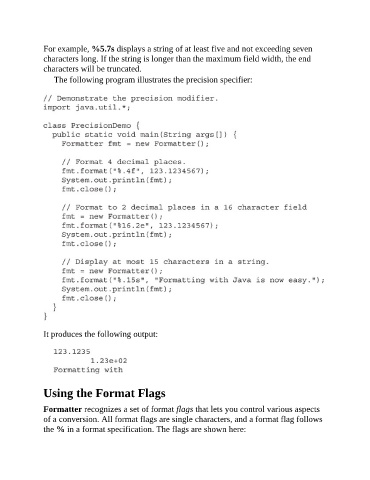 For example, %5.7s displays a string of at least five and not exceeding seven
characters long. If the string is longer than the maximum field width, the end
characters will be truncated.
The following program illustrates the precision specifier:
// Demonstrate the precision modifier.
import java.util.*;
class PrecisionDemo {
public static void main(String args[]) {
Formatter fmt = new Formatter();
// Format 4 decimal places.
fmt.format("%.4f", 123.1234567);
System.out.println(fmt);
fmt.close();
// Format to 2 decimal places in a 16 character field
fmt = new Formatter();
fmt.format("%16.2e", 123.1234567);
System.out.println(fmt);
fmt.close();
// Display at most 15 characters in a string.
fmt = new Formatter();
fmt.format("%.15s", "Formatting with Java is now easy.");
System.out.println(fmt);
fmt.close();
}
}
It produces the following output:
123.1235
1.23e+02
Formatting with
Using the Format Flags
Formatter recognizes a set of format flags that lets you control various aspects
of a conversion. All format flags are single characters, and a format flag follows
the % in a format specification. The flags are shown here: